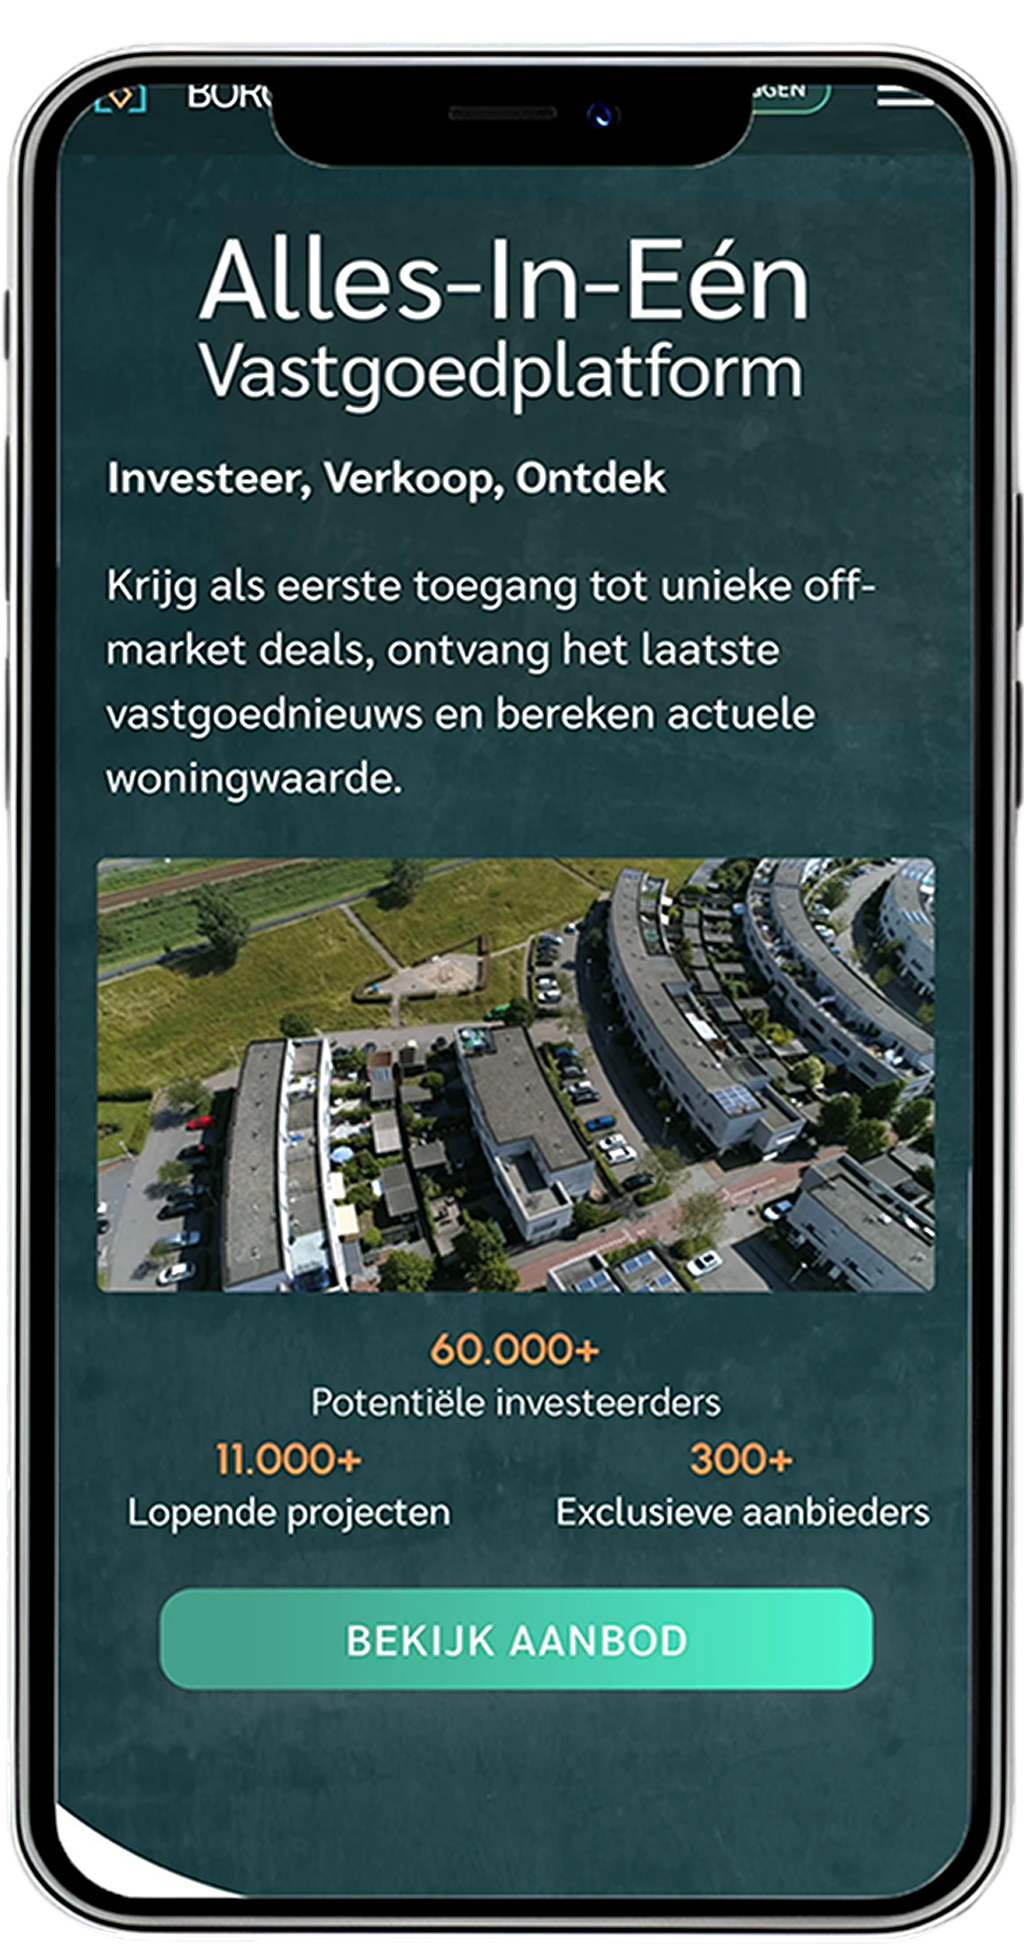 Alles-In-Eén
Vastgoedplatform
Investeer, Verkoop, Ontdek
Krijg als eerste toegang tot unieke off-
market deals, ontvang het laatste
vastgoednieuws en bereken actuele
woningwaarde.
60.000+
Potentiële investeerders
11.000+
Lopende projecten
300+
Exclusieve aanbieders
BEKIJK AANBOD